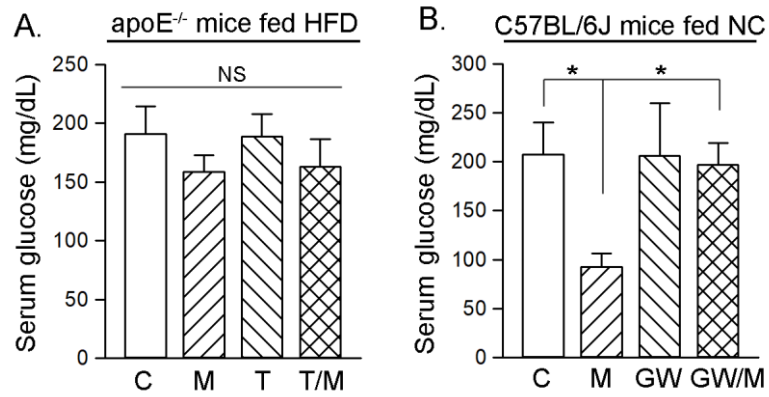 A.
apoE⁻/⁻ mice fed HFD
Serum glucose (mg/dL)
250
200
150
100
50
0
NS
C M T T/M
B.
C57BL/6J mice fed NC
Serum glucose (mg/dL)
300
250
200
150
100
50
0
* *
C M GW GW/M